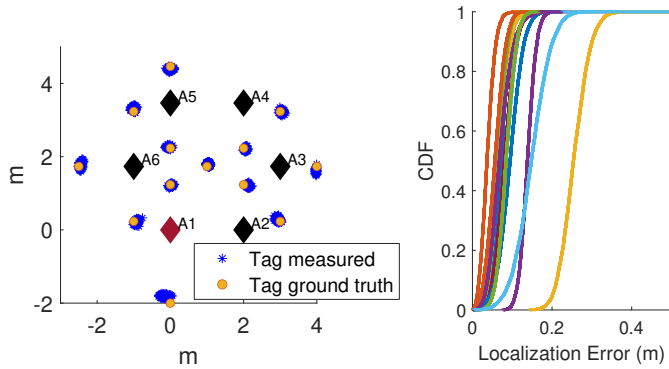 4
2
0
-2
-2
0
2
4
m
m
A5
A4
A6
A3
A1
A2
Tag measured
Tag ground truth
1
0.8
0.6
0.4
0.2
0
0
0.2
0.4
CDF
Localization Error (m)